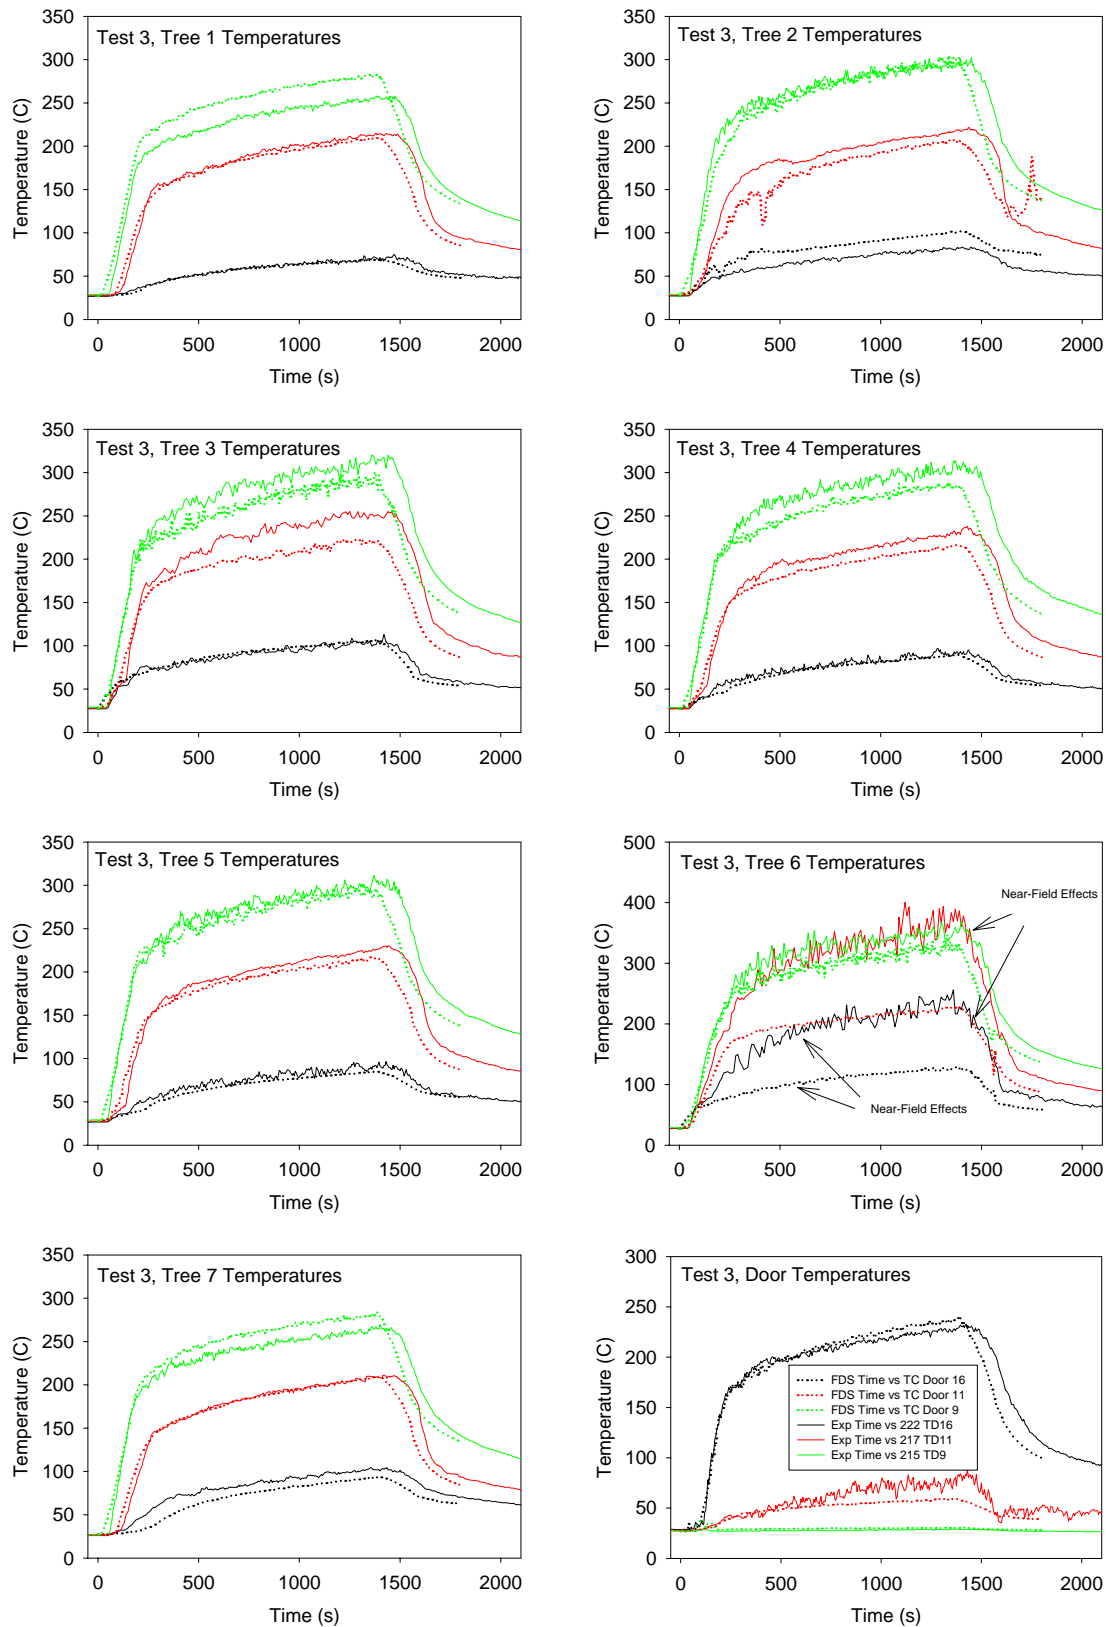 Test 3, Tree 1 Temperatures
Temperature (C)
350
300
250
200
150
100
50
0
0 500 1000 1500 2000
Time (s)
Test 3, Tree 2 Temperatures
Temperature (C)
350
300
250
200
150
100
50
0
0 500 1000 1500 2000
Time (s)
Test 3, Tree 3 Temperatures
Temperature (C)
350
300
250
200
150
100
50
0
0 500 1000 1500 2000
Time (s)
Test 3, Tree 4 Temperatures
Temperature (C)
350
300
250
200
150
100
50
0
0 500 1000 1500 2000
Time (s)
Test 3, Tree 5 Temperatures
Temperature (C)
350
300
250
200
150
100
50
0
0 500 1000 1500 2000
Time (s)
Test 3, Tree 6 Temperatures
Temperature (C)
500
400
300
200
100
0
Near-Field Effects
Near-Field Effects
0 500 1000 1500 2000
Time (s)
Test 3, Tree 7 Temperatures
Temperature (C)
350
300
250
200
150
100
50
0
0 500 1000 1500 2000
Time (s)
Test 3, Door Temperatures
Temperature (C)
300
250
200
150
100
50
0
FDS Time vs TC Door 16
FDS Time vs TC Door 11
FDS Time vs TC Door 9
Exp Time vs 222 TD16
Exp Time vs 217 TD11
Exp Time vs 215 TD9
0 500 1000 1500 2000
Time (s)